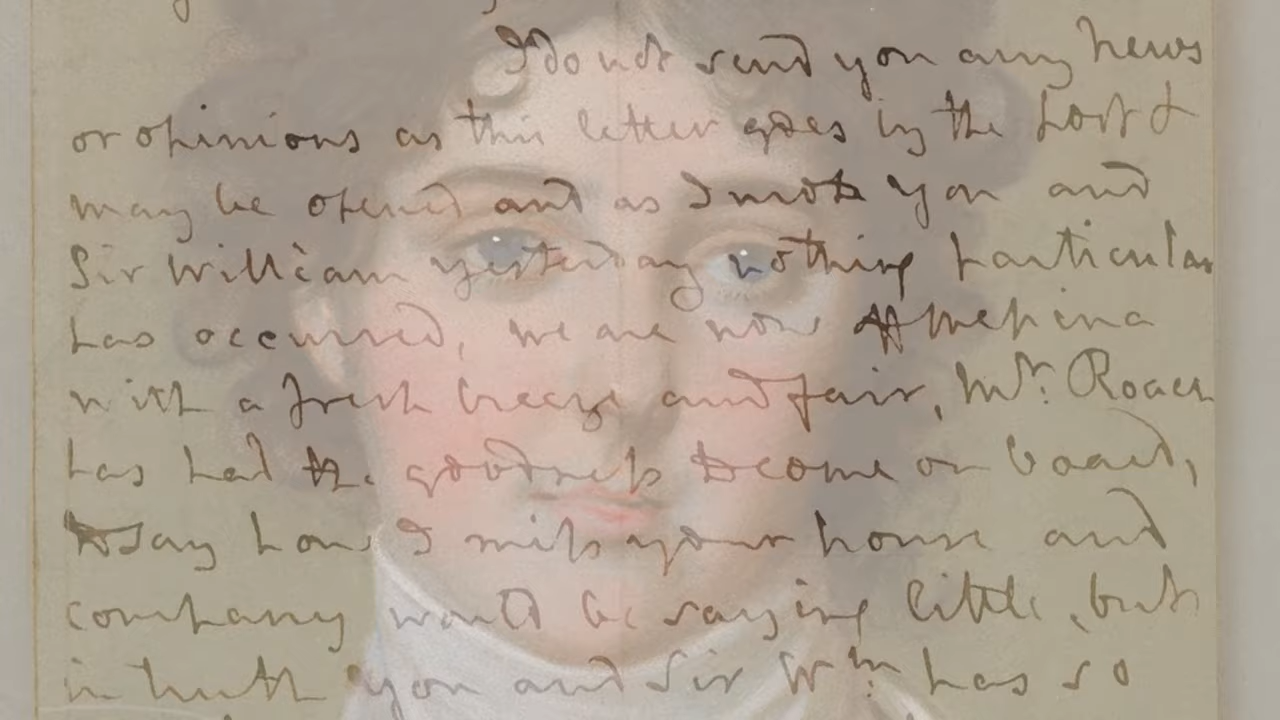 I do not send you any news
or opinions as this letter goes by the post &
may be opened and as I wrote you and
Sir William yesterday nothing particular
has occurred, we are now off Messina
with a fresh breeze and fair, Mr. Roach
has had the goodness to come on board,
to say how I miss your house and
company would be saying little, but
in truth you and Sir Wm. has so